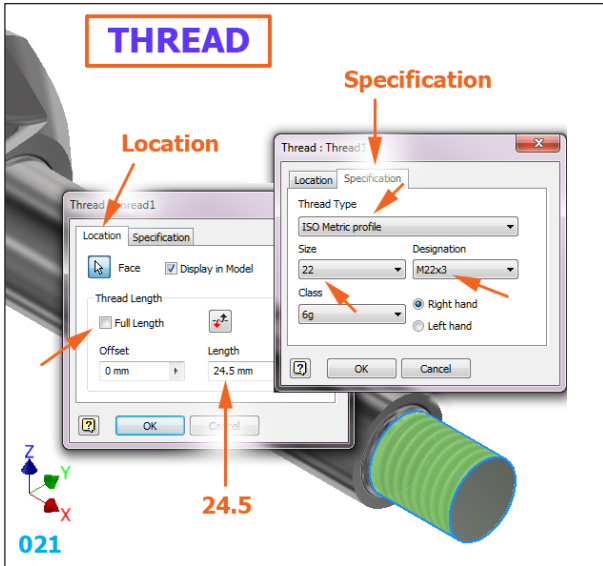 THREAD
Specification
Location
Thread : Thread1
Location Specification
Thread Type
ISO Metric profile
Size Designation
22 M22x3
Class
6g
Right hand
Left hand
OK Cancel
Thread : Thread1
Location Specification
Face Display in Model
Thread Length
Full Length
Offset Length
0 mm 24.5 mm
OK Cancel
24.5
Z
Y
X
021